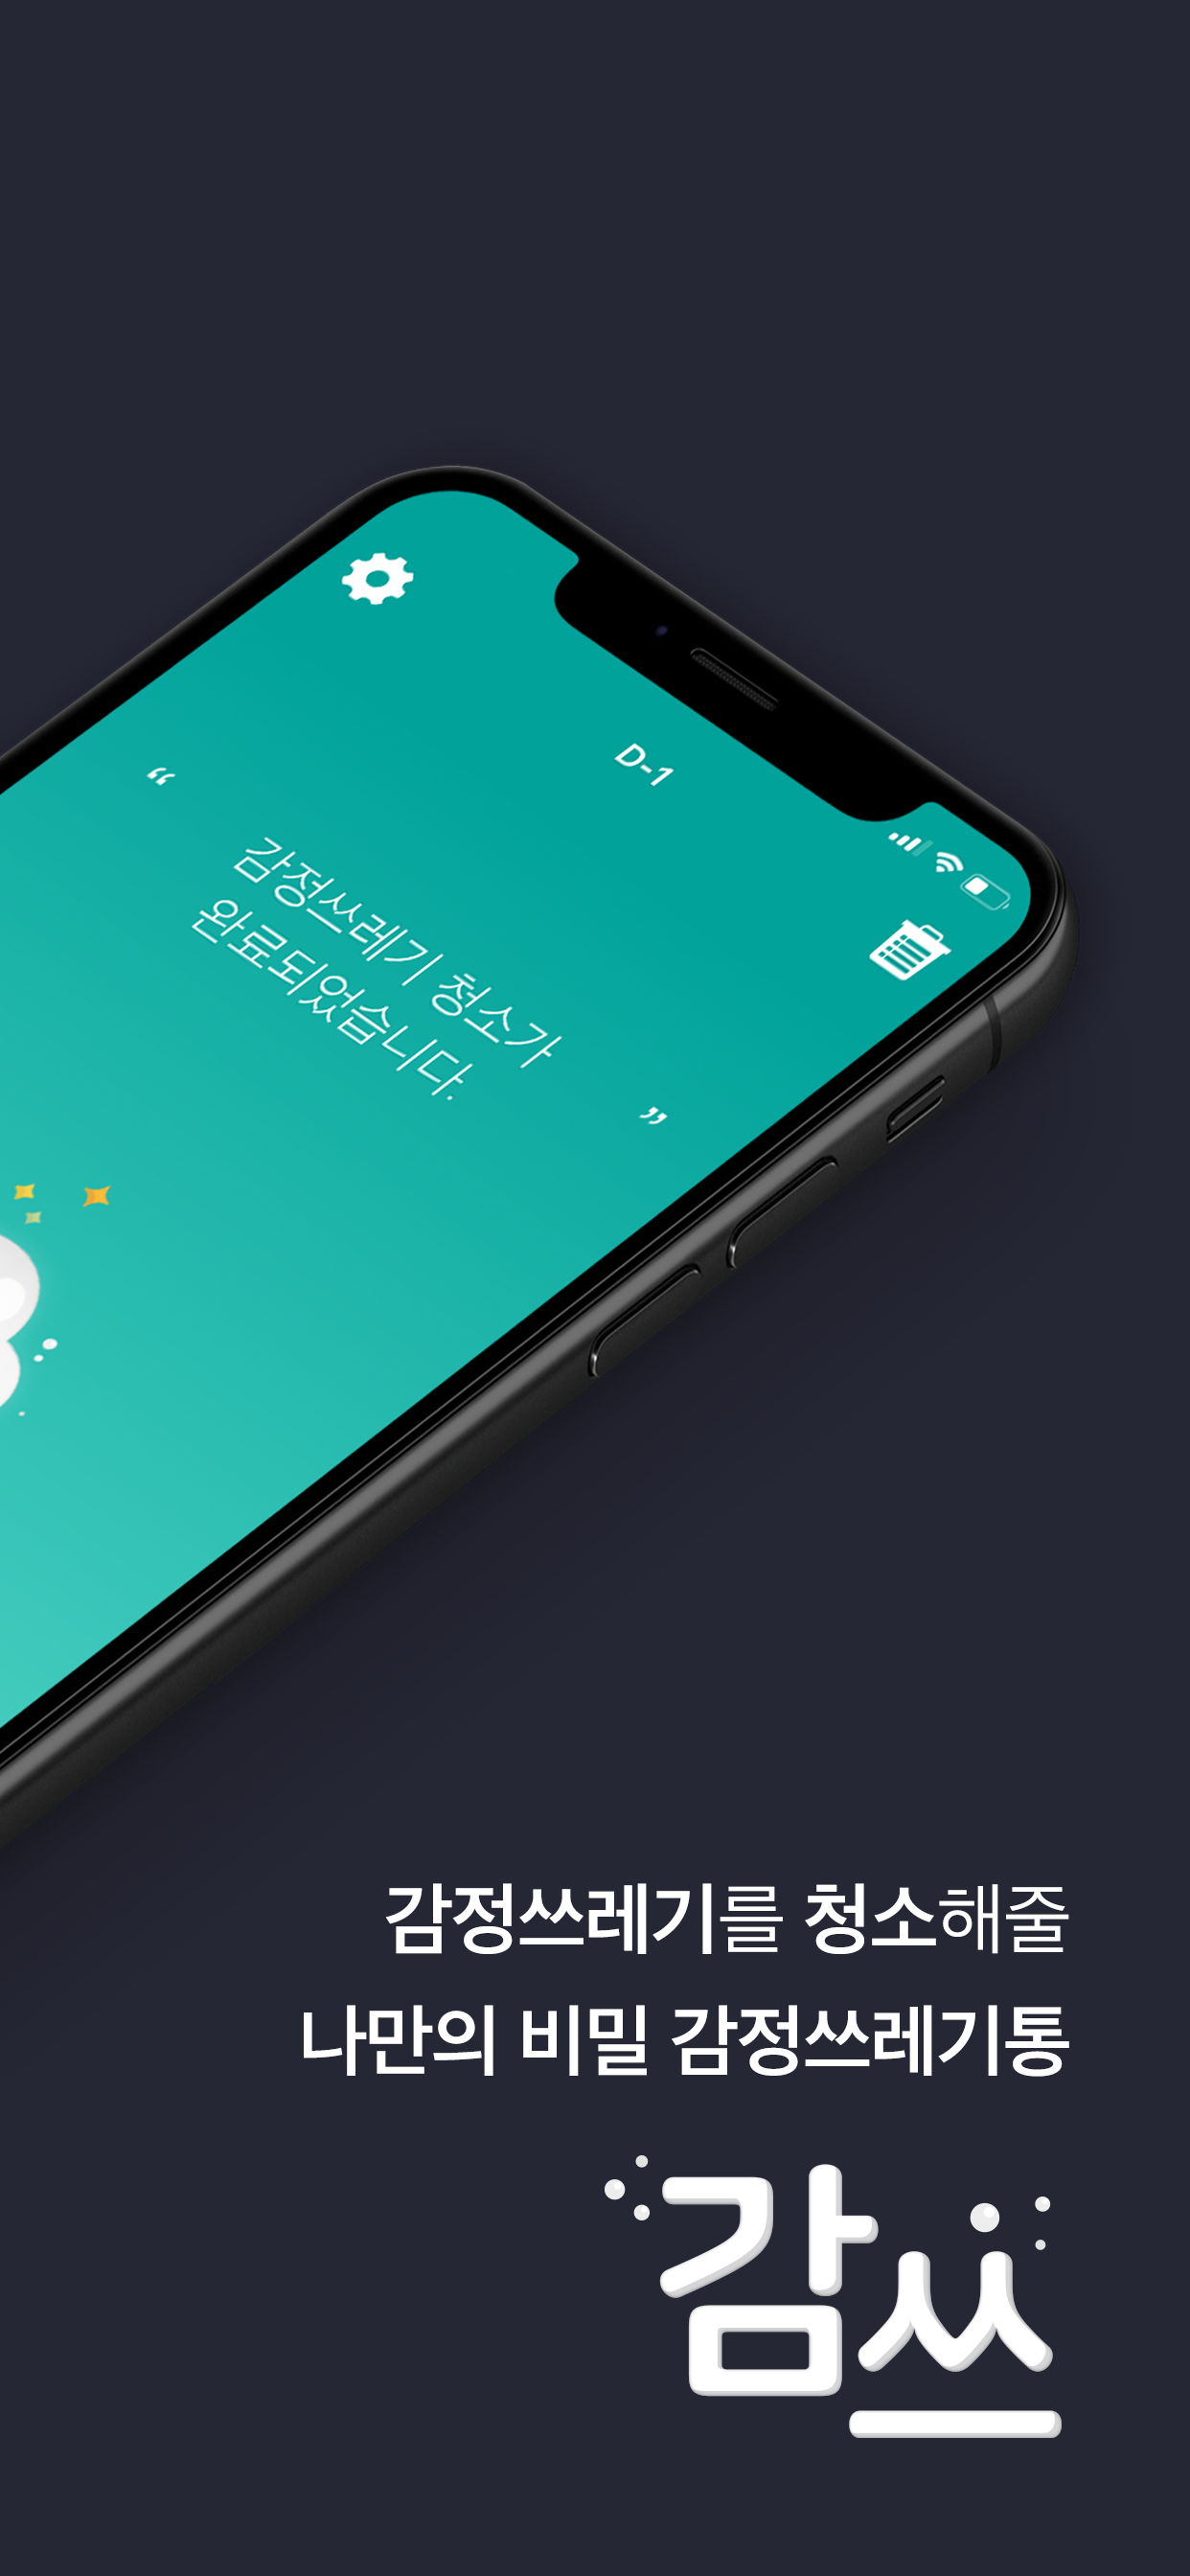 D-1
“
감정쓰레기 청소가
완료되었습니다.
”
감정쓰레기를 청소해줄
나만의 비밀 감정쓰레기통
감쓰